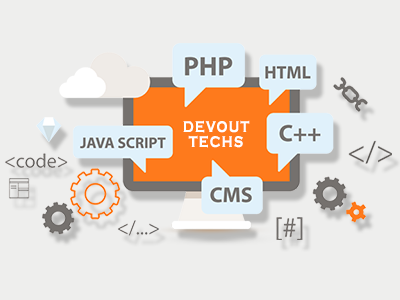 PHP
HTML
DEVOUT
TECHS
C++
JAVA SCRIPT
<code>
</>
CMS
</...>
[#]